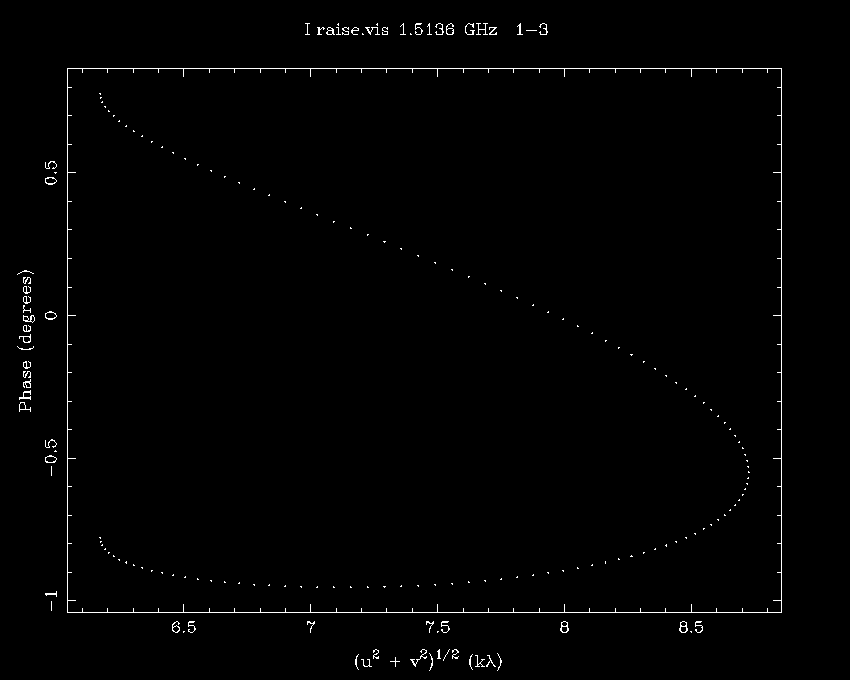 I raise.vis 1.5136 GHz 1−3
Phase (degrees)
0.5
0
−0.5
−1
6.5 7 7.5 8 8.5
(u² + v²)^1/2 (kλ)